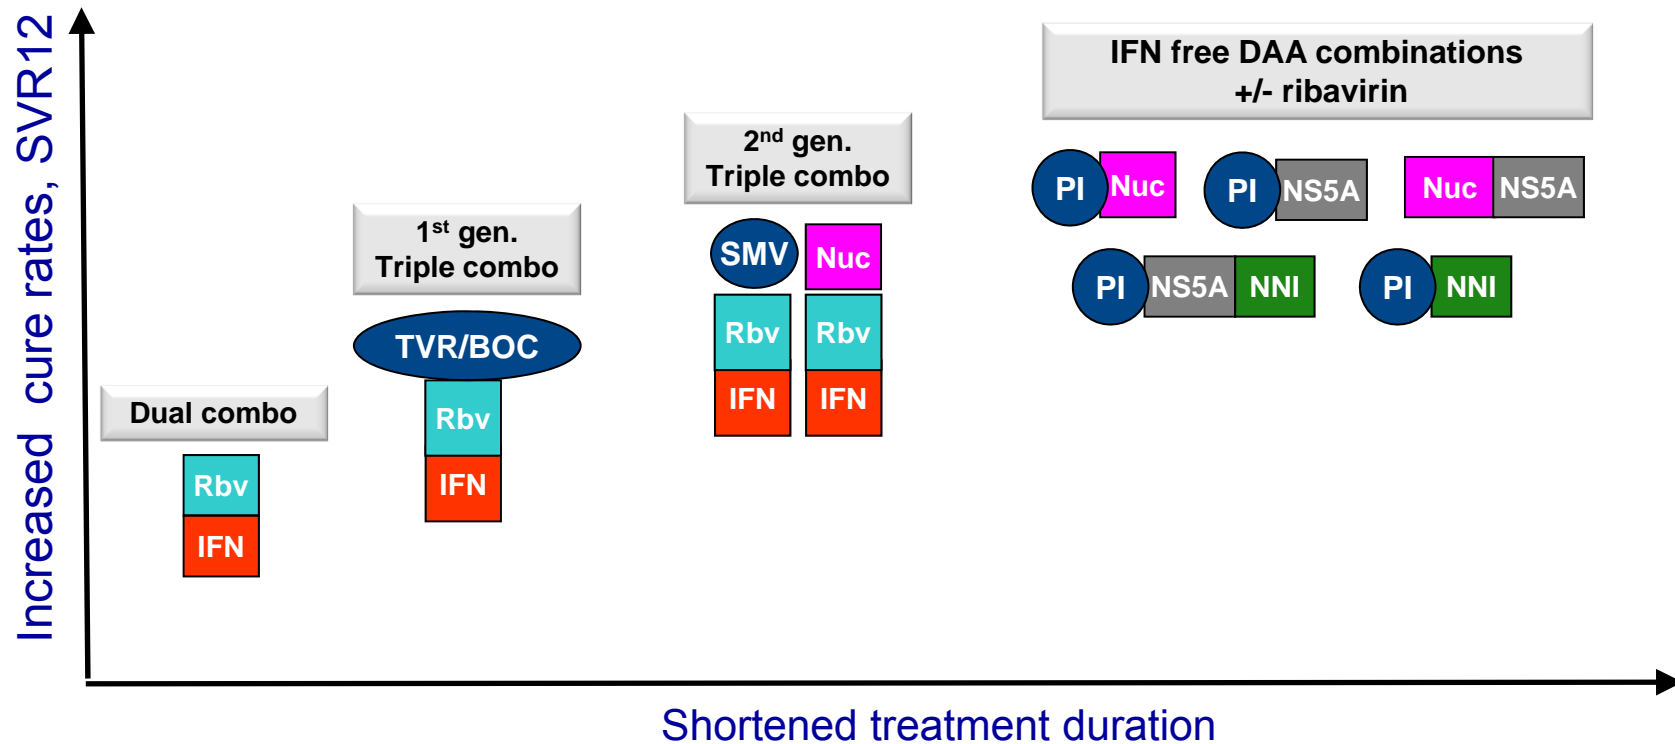 Increased cure rates, SVR12
Dual combo
Rbv
IFN
1st gen.
Triple combo
TVR/BOC
Rbv
IFN
2nd gen.
Triple combo
SMV Nuc
Rbv Rbv
IFN IFN
IFN free DAA combinations
+/- ribavirin
PI Nuc PI NS5A Nuc NS5A
PI NS5A NNI PI NNI
Shortened treatment duration